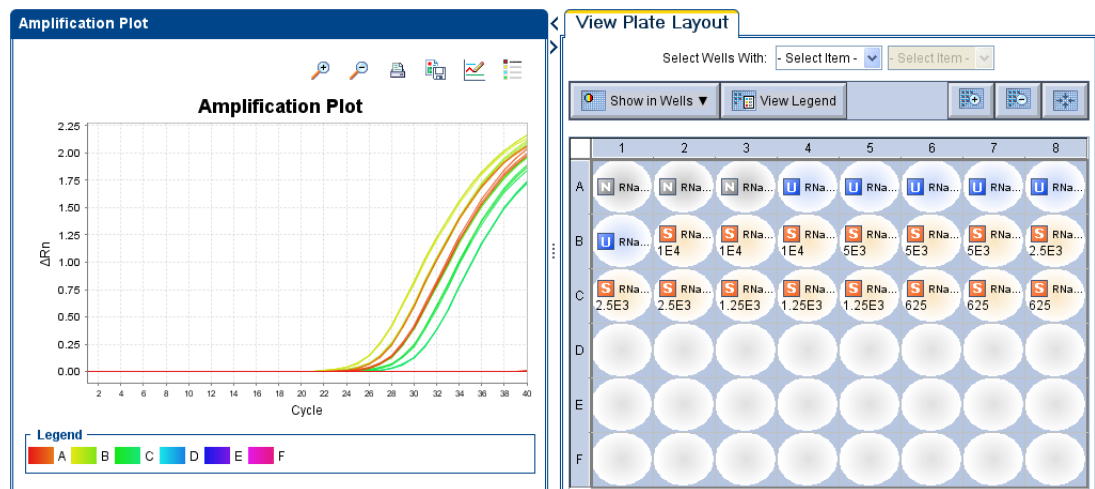 Amplification Plot
Amplification Plot
2.25
2.00
1.75
1.50
1.25
1.00
0.75
0.50
0.25
0.00
ΔRn
2 4 6 8 10 12 14 16 18 20 22 24 26 28 30 32 34 36 38 40
Cycle
Legend
A B C D E F
View Plate Layout
Select Wells With: - Select Item - - Select Item -
Show in Wells ▼ View Legend
1 2 3 4 5 6 7 8
A N RNa... N RNa... N RNa... U RNa... U RNa... U RNa... U RNa... U RNa...
B U RNa... S RNa... S RNa... S RNa... S RNa... S RNa... S RNa... S RNa...
1E4 1E4 1E4 5E3 5E3 5E3 2.5E3
C S RNa... S RNa... S RNa... S RNa... S RNa... S RNa... S RNa... S RNa...
2.5E3 2.5E3 1.25E3 1.25E3 1.25E3 625 625 625
D
E
F